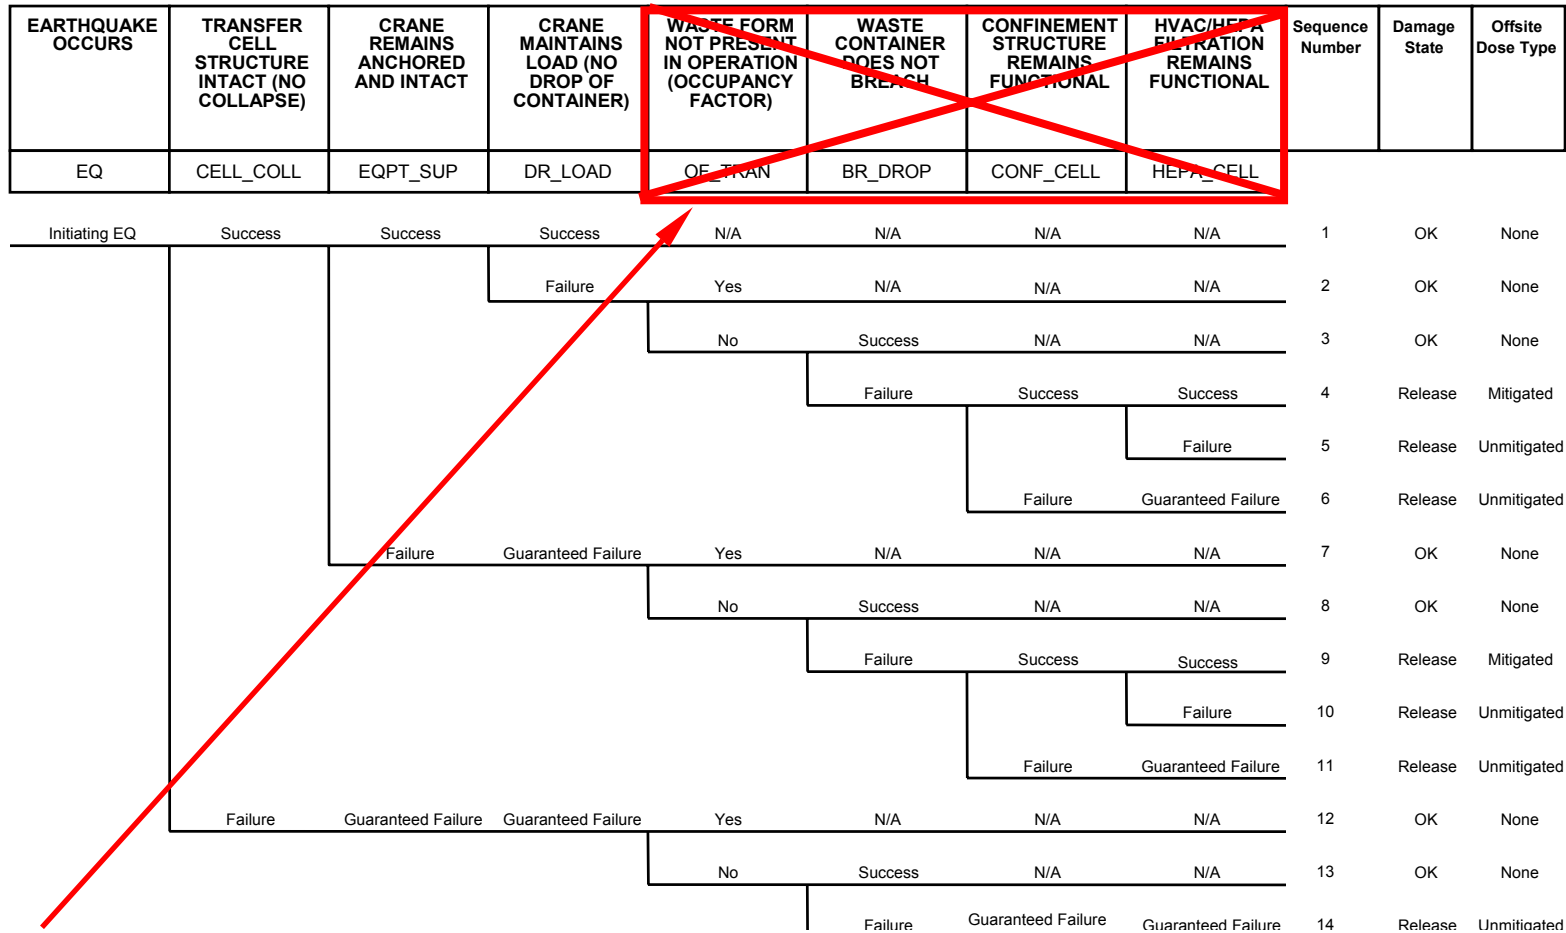 EARTHQUAKE
OCCURS
TRANSFER
CELL
STRUCTURE
INTACT (NO
COLLAPSE)
CRANE
REMAINS
ANCHORED
AND INTACT
CRANE
MAINTAINS
LOAD (NO
DROP OF
CONTAINER)
WASTE FORM
NOT PRESENT
IN OPERATION
(OCCUPANCY
FACTOR)
WASTE
CONTAINER
DOES NOT
BREACH
CONFINEMENT
STRUCTURE
REMAINS
FUNCTIONAL
HVAC/HEPA
FILTRATION
REMAINS
FUNCTIONAL
Sequence
Number
Damage
State
Offsite
Dose Type
EQ CELL_COLL EQPT_SUP DR_LOAD OF_TRAN BR_DROP CONF_CELL HEPA_CELL
Initiating EQ Success Success Success N/A N/A N/A N/A 1 OK None
Failure Yes N/A N/A N/A 2 OK None
No Success N/A N/A 3 OK None
Failure Success Success 4 Release Mitigated
Failure 5 Release Unmitigated
Failure Guaranteed Failure 6 Release Unmitigated
Failure Guaranteed Failure Yes N/A N/A N/A 7 OK None
No Success N/A N/A 8 OK None
Failure Success Success 9 Release Mitigated
Failure 10 Release Unmitigated
Failure Guaranteed Failure 11 Release Unmitigated
Failure Guaranteed Failure Guaranteed Failure Yes N/A N/A N/A 12 OK None
No Success N/A N/A 13 OK None
Failure Guaranteed Failure Guaranteed Failure 14 Release Unmitigated